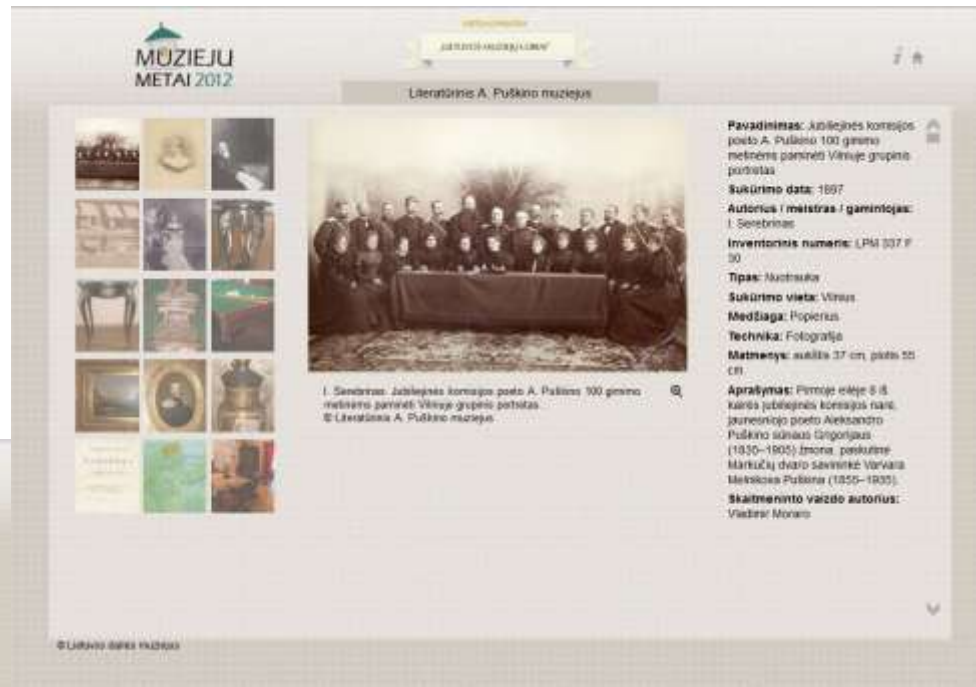 MUZIEJŲ
METAI 2012
Literatūrinis A. Puškino muziejus
Pavadinimas: Jubiliejinės komisijos
poeto A. Puškino 100 gimimo
metinėms paminėti Vilniuje grupinis
portretas
Sukūrimo data: 1897
Autorius / meistras / gamintojas:
I. Serebrinas
Inventorinis numeris: LPM 337 F
30
Tipas: Nuotrauka
Sukūrimo vieta: Vilnius
Medžiaga: Popierius
Technika: Fotografija
Matmenys: aukštis 37 cm, plotis 55
cm
Aprašymas: Pirmoje eilėje 8 iš
kairės jubiliejinės komisijos narė,
jaunesniojo poeto Aleksandro
Puškino sūnaus Grigorijaus
(1835–1905) žmona, paskutinė
Markučių dvaro savininkė Varvara
Melnikova Puškina (1855–1935).
Skaitmeninto vaizdo autorius:
Vladimir
I. Serebrinas. Jubiliejinės komisijos poeto A. Puškino 100 gimimo
metinėms paminėti Vilniuje grupinis portretas
© Literatūrinis A. Puškino muziejus
© Lietuvos dailės muziejus